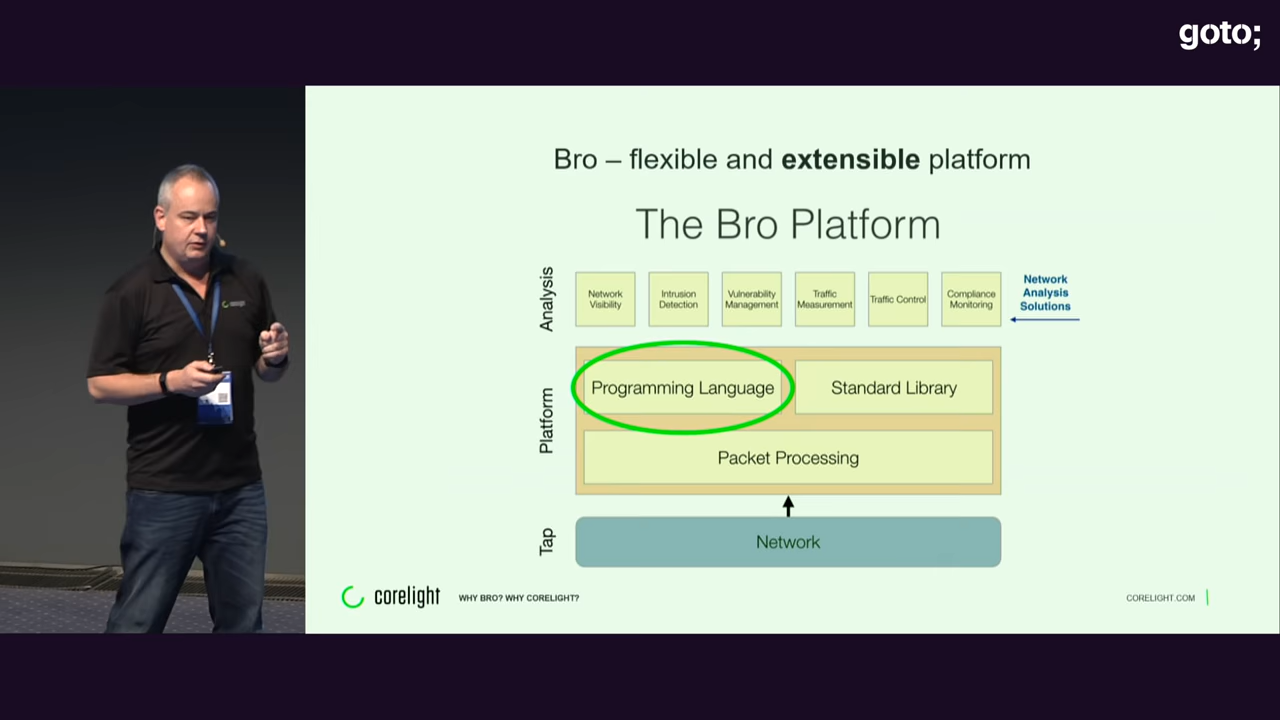 goto;
Bro – flexible and extensible platform
The Bro Platform
Analysis
Network
Visibility
Intrusion
Detection
Vulnerability
Management
Traffic
Measurement
Traffic Control
Compliance
Monitoring
Network
Analysis
Solutions
Platform
Programming Language
Standard Library
Packet Processing
Tap
Network
corelight
WHY BRO? WHY CORELIGHT?
CORELIGHT.COM